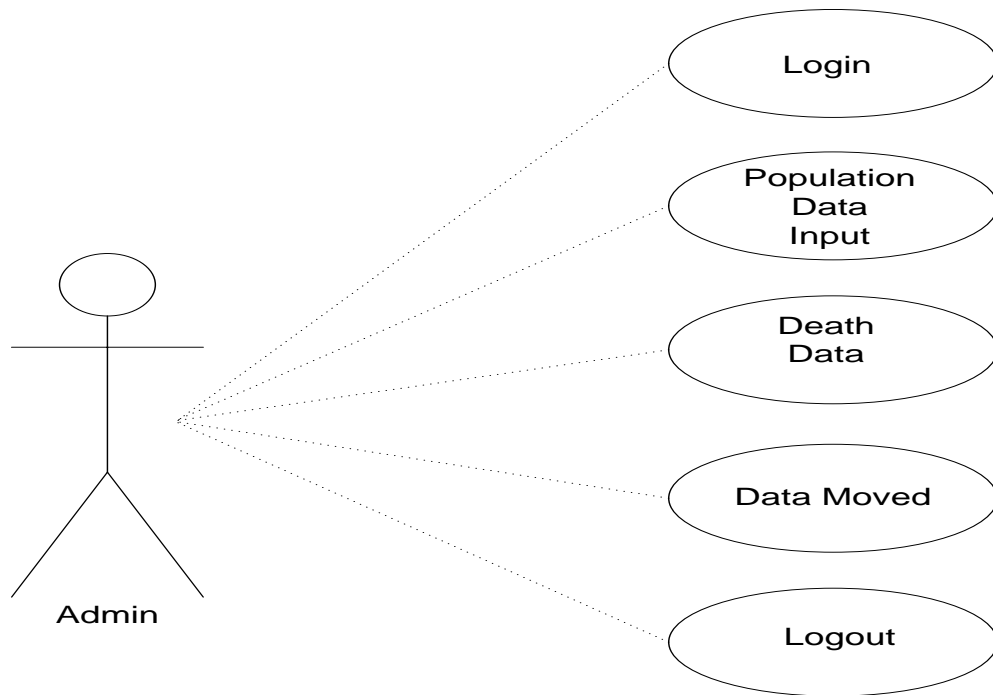 Login
Population
Data
Input
Death
Data
Data Moved
Logout
Admin